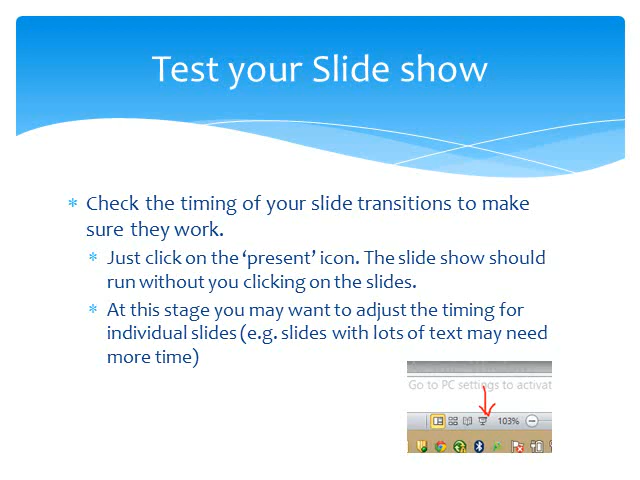 Test your Slide show
Check the timing of your slide transitions to make
sure they work.
Just click on the ‘present’ icon. The slide show should
run without you clicking on the slides.
At this stage you may want to adjust the timing for
individual slides (e.g. slides with lots of text may need
more time)
Go to PC settings to activat
103%